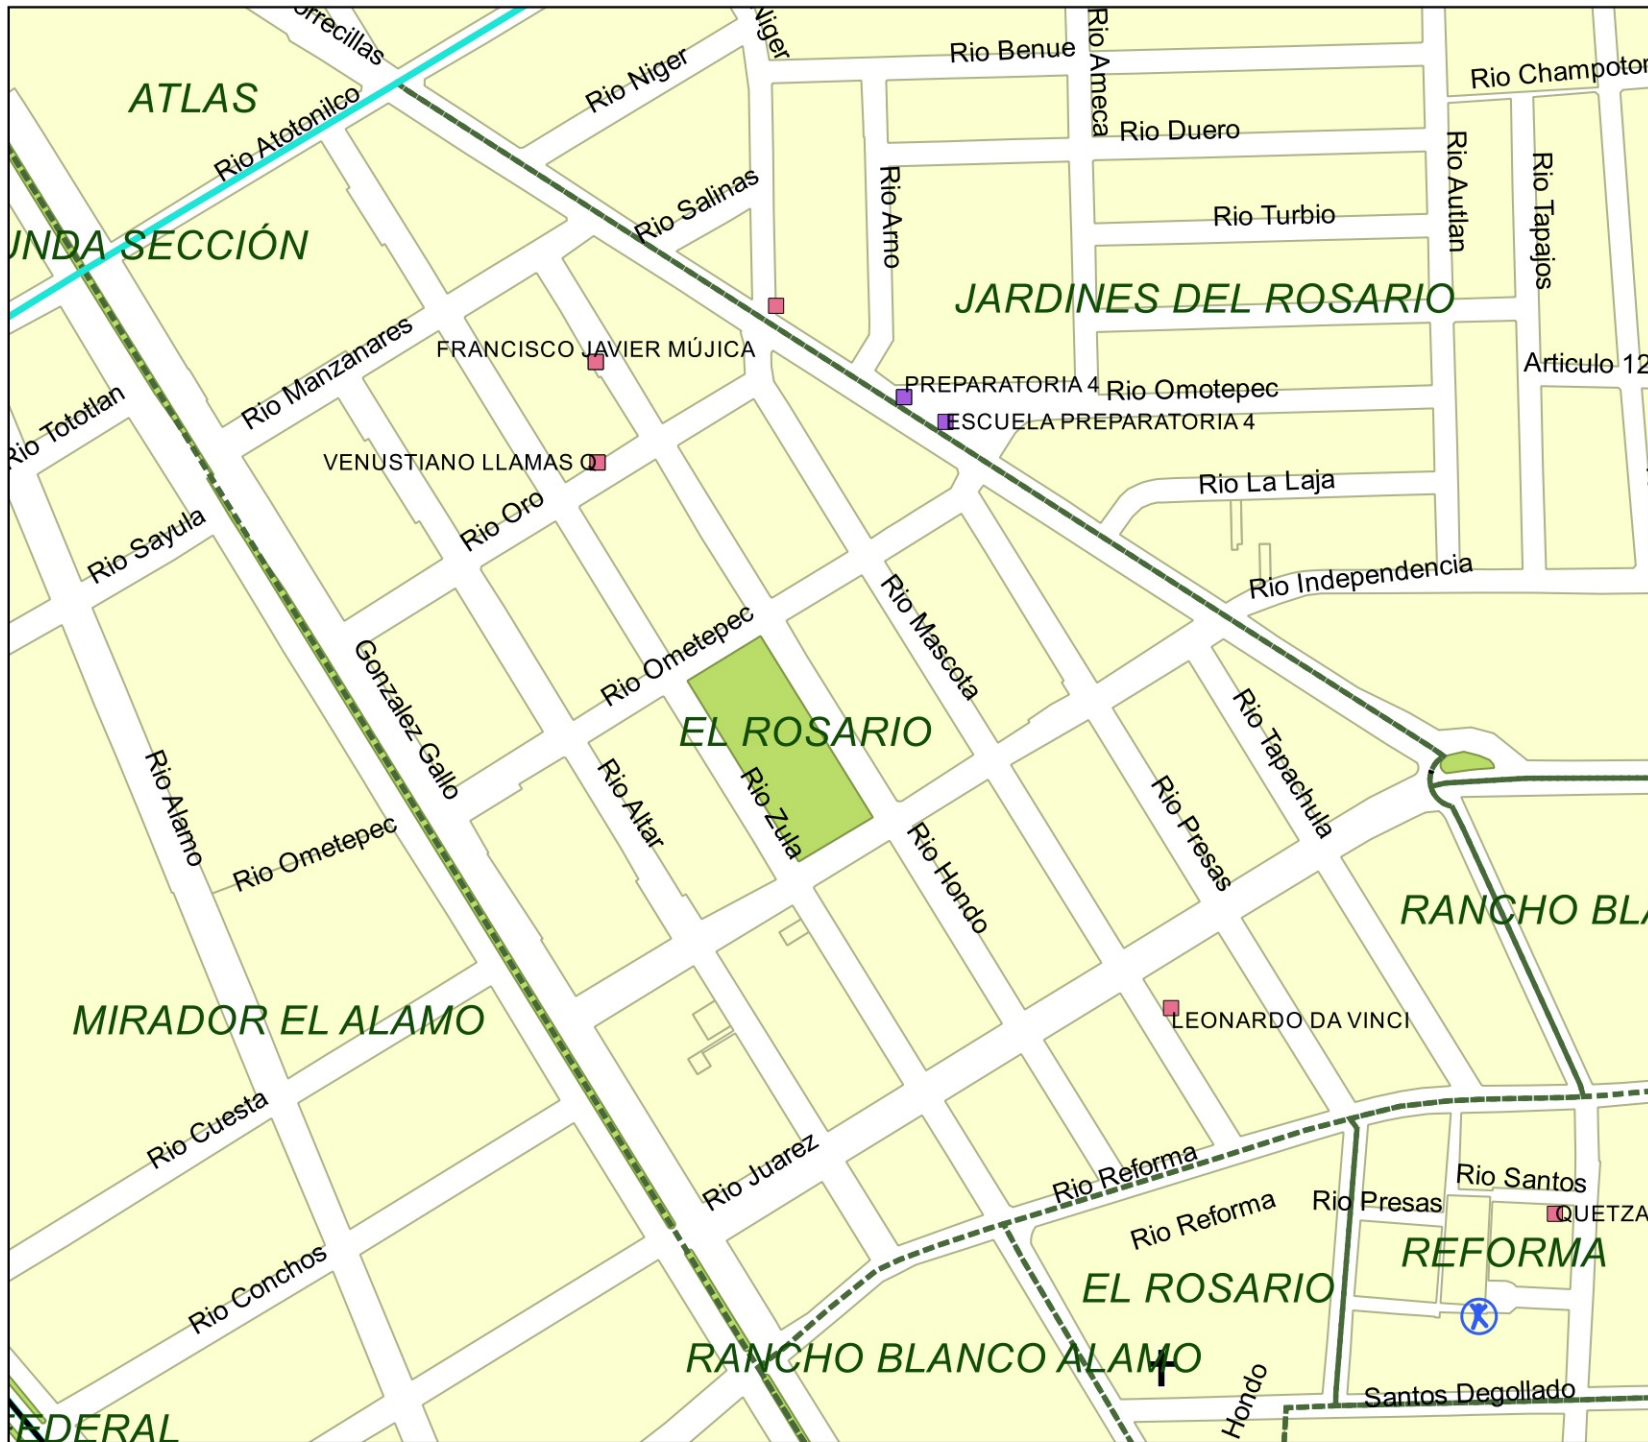 Niger
Rio Ameca
Rio Benue
Rio Niger
ATLAS
Rio Atotonilco
Rio Duero
Rio Autlan
Rio Tapajos
Rio Salinas
Rio Arno
Rio Turbio
SECCIÓN
JARDINES DEL ROSARIO
Rio Manzanares
FRANCISCO JAVIER MÚJICA
Articulo 12
PREPARATORIA 4
Rio Omotepec
ESCUELA PREPARATORIA 4
Rio Tototlan
VENUSTIANO LLAMAS O
Rio La Laja
Rio Oro
Rio Sayula
Rio Independencia
Rio Mascota
Rio Ometepec
Gonzalez Gallo
EL ROSARIO
Rio Tapachula
Rio Alamo
Rio Altar
Rio Zula
Rio Presas
Rio Ometepec
Rio Hondo
RANCHO BLA
MIRADOR EL ALAMO
LEONARDO DA VINCI
Rio Cuesta
Rio Juarez
Rio Reforma
Rio Santos
Rio Presas
Rio Reforma
QUETZA
REFORMA
Rio Conchos
EL ROSARIO
RANCHO BLANCO ALAMO
Hondo
Santos Degollado